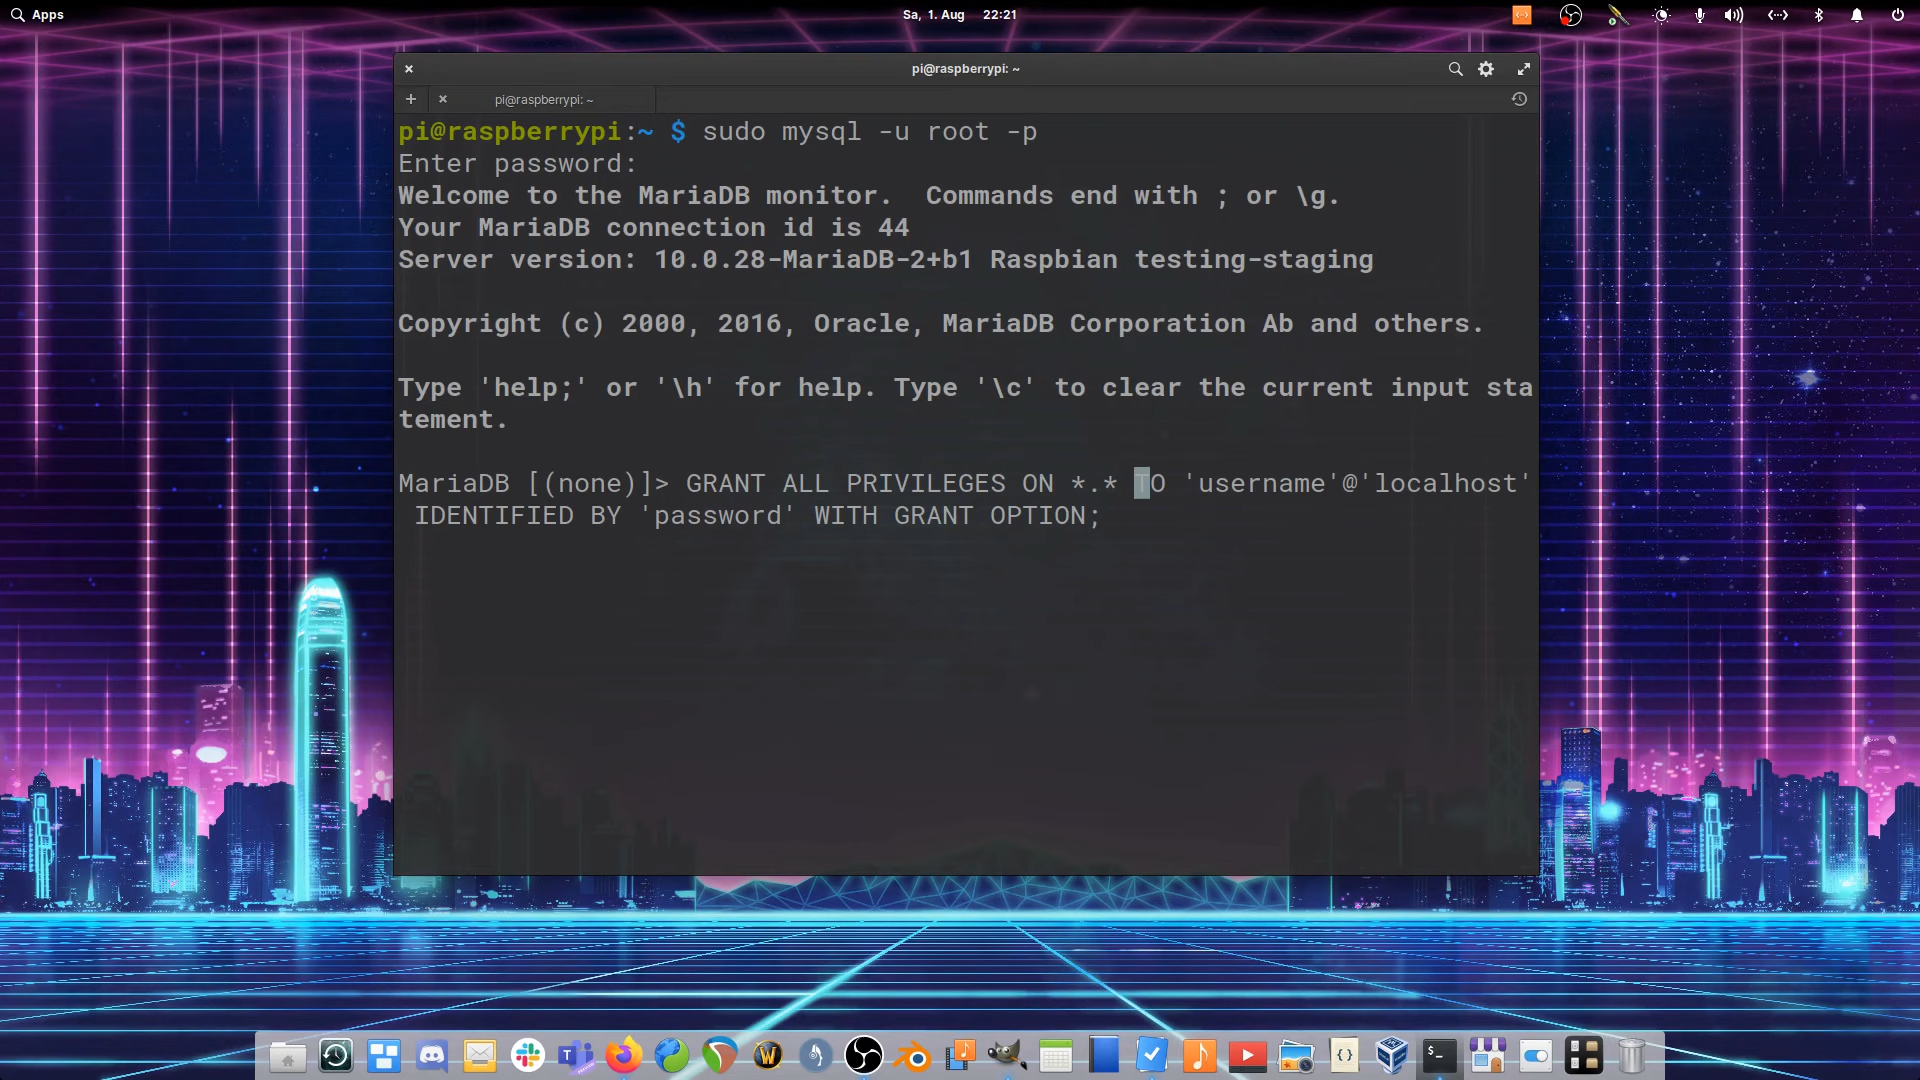 Apps
Sa, 1. Aug 22:21
pi@raspberrypi: ~
pi@raspberrypi: ~
pi@raspberrypi:~ $ sudo mysql -u root -p
Enter password:
Welcome to the MariaDB monitor.  Commands end with ; or \g.
Your MariaDB connection id is 44
Server version: 10.0.28-MariaDB-2+b1 Raspbian testing-staging
Copyright (c) 2000, 2016, Oracle, MariaDB Corporation Ab and others.
Type 'help;' or '\h' for help. Type '\c' to clear the current input sta
tement.
MariaDB [(none)]> GRANT ALL PRIVILEGES ON *.* TO 'username'@'localhost'
 IDENTIFIED BY 'password' WITH GRANT OPTION;